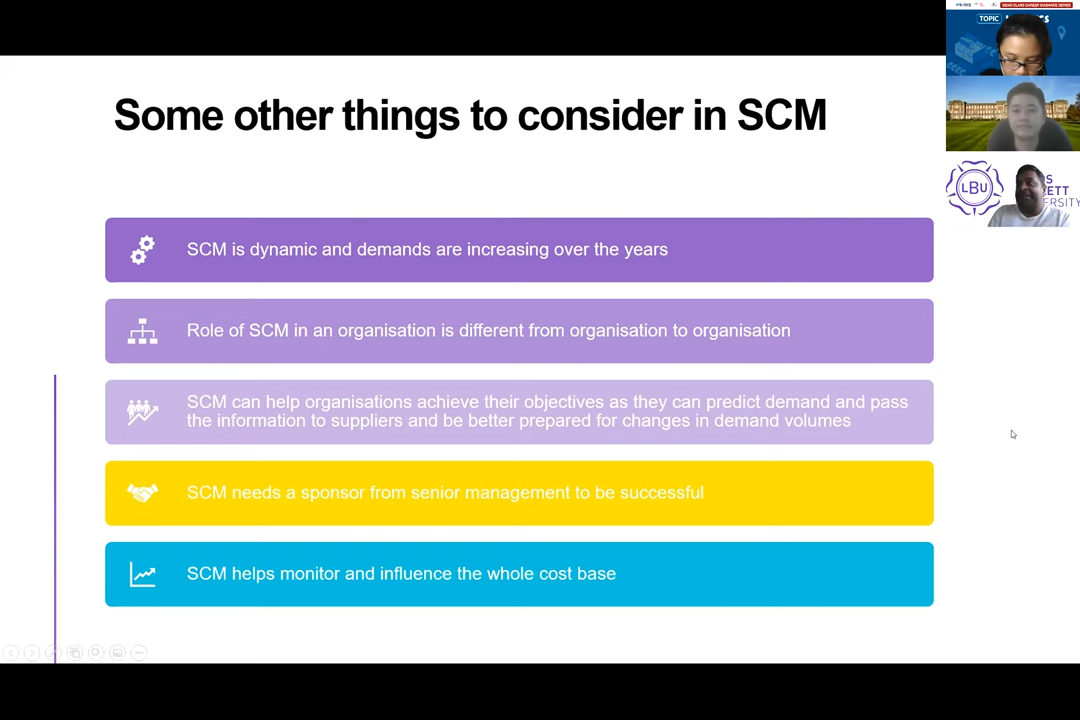 Some other things to consider in SCM
SCM is dynamic and demands are increasing over the years
Role of SCM in an organisation is different from organisation to organisation
SCM can help organisations achieve their objectives as they can predict demand and pass
the information to suppliers and be better prepared for changes in demand volumes
SCM needs a sponsor from senior management to be successful
SCM helps monitor and influence the whole cost base
TOPIC
LBU